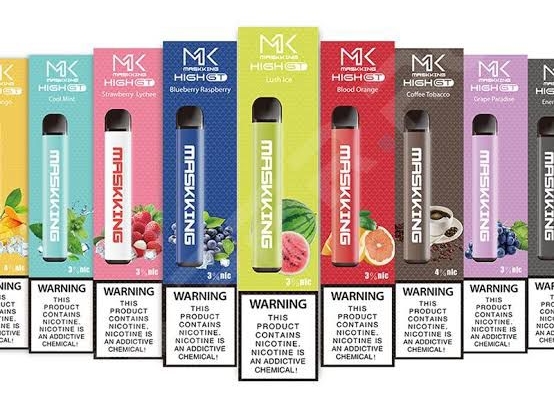 MK
MASKKING
HIGH GT
Cool Mint
MASKKING
3%nic
WARNING
THIS
PRODUCT
CONTAINS
NICOTINE.
NICOTINE IS
AN ADDICTIVE
CHEMICAL!
MK
MASKKING
HIGH GT
Strawberry Lychee
MASKKING
3%nic
WARNING
THIS
PRODUCT
CONTAINS
NICOTINE.
NICOTINE IS
AN ADDICTIVE
CHEMICAL!
MK
MASKKING
HIGH GT
Blueberry Raspberry
MASKKING
3%nic
WARNING
THIS
PRODUCT
CONTAINS
NICOTINE.
NICOTINE IS
AN ADDICTIVE
CHEMICAL!
MK
MASKKING
HIGH GT
Lush Ice
MASKKING
3%nic
WARNING
THIS
PRODUCT
CONTAINS
NICOTINE.
NICOTINE IS
AN ADDICTIVE
CHEMICAL!
MK
MASKKING
HIGH GT
Blood Orange
MASKKING
3%nic
WARNING
THIS
PRODUCT
CONTAINS
NICOTINE.
NICOTINE IS
AN ADDICTIVE
CHEMICAL!
MK
MASKKING
HIGH GT
Coffee Tobacco
MASKKING
4%nic
WARNING
THIS
PRODUCT
CONTAINS
NICOTINE.
NICOTINE IS
AN ADDICTIVE
CHEMICAL!
MK
MASKKING
HIGH GT
Grape Paradise
MASKKING
3%nic
WARNING
THIS
PRODUCT
CONTAINS
NICOTINE.
NICOTINE IS
AN ADDICTIVE
CHEMICAL!